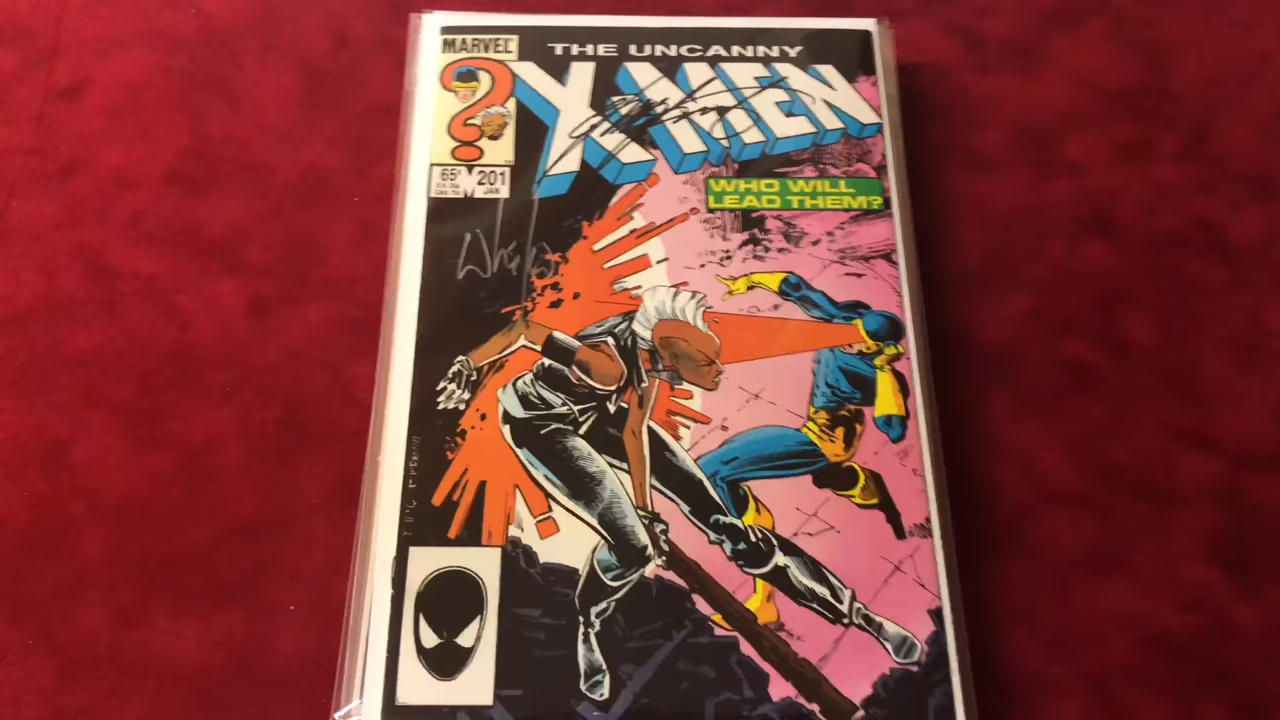 MARVEL
THE UNCANNY
X-MEN
65¢
201
JAN
WHO WILL
LEAD THEM?